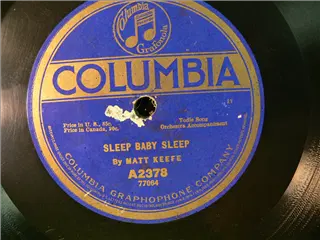 Columbia
Grafonola
COLUMBIA
Price in U. S., 85c.
Price in Canada, 90c.
Yodle Song
Orchestra Accompaniment
SLEEP BABY SLEEP
By MATT KEEFE
A2378
77064
COLUMBIA GRAPHOPHONE COMPANY